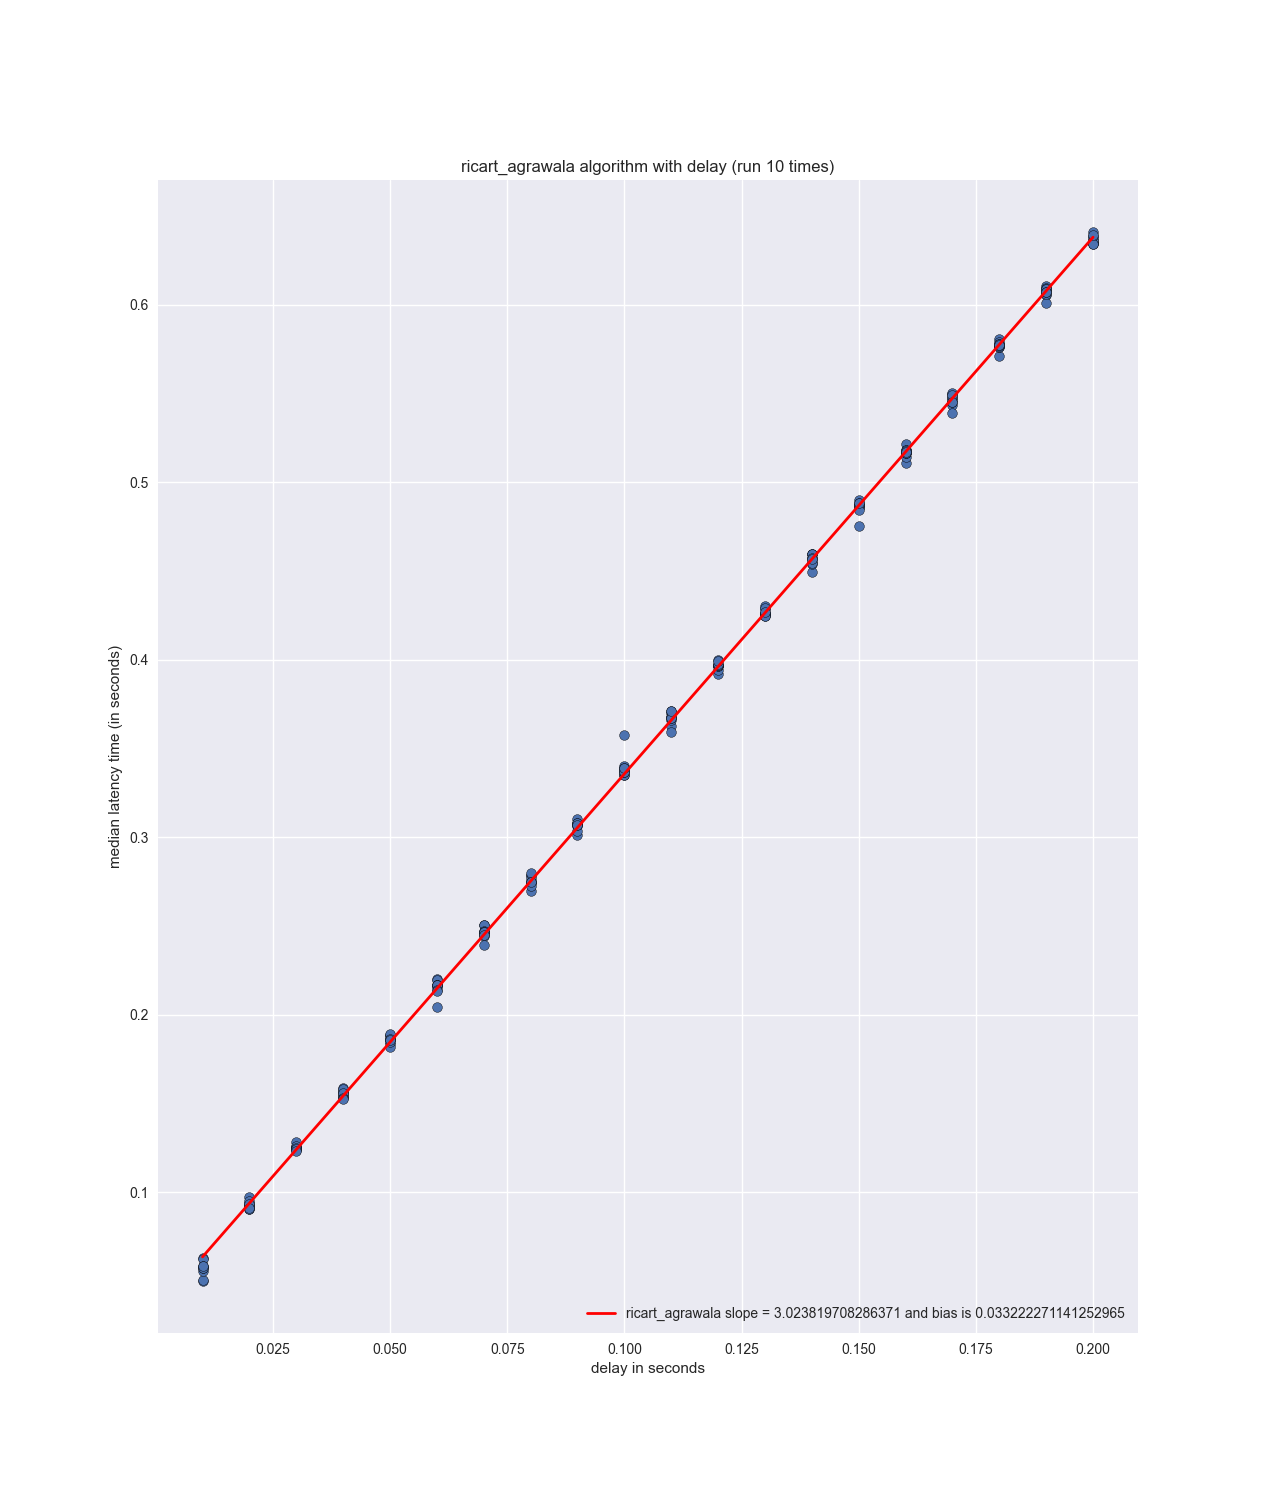 ricart_agrawala algorithm with delay (run 10 times)
0.6
0.5
0.4
0.3
0.2
0.1
median latency time (in seconds)
ricart_agrawala slope = 3.023819708286371 and bias is 0.033222271141252965
0.025 0.050 0.075 0.100 0.125 0.150 0.175 0.200
delay in seconds